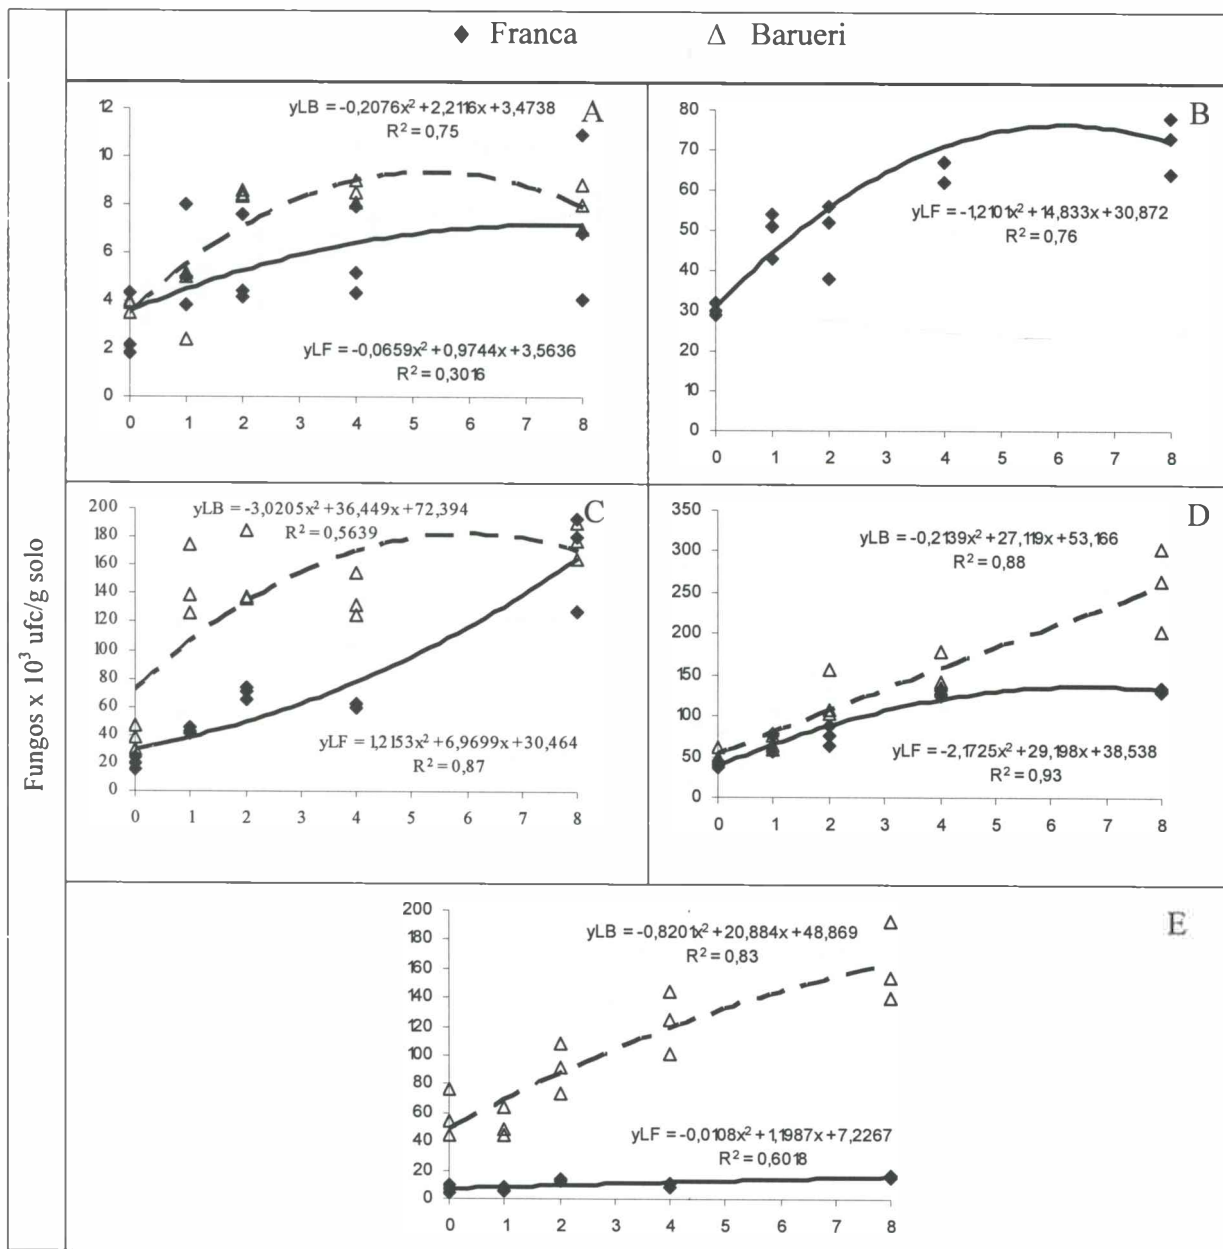 ◆ Franca Δ Barueri
Fungos x 10³ ufc/g solo
A
yLB = -0,2076x² + 2,2116x + 3,4738
R² = 0,75
12
10
8
6
4
2
0
yLF = -0,0659x² + 0,9744x + 3,5636
R² = 0,3016
0 1 2 3 4 5 6 7 8
B
80
70
60
50
40
30
20
10
0
yLF = -1,2101x² + 14,833x + 30,872
R² = 0,76
0 1 2 3 4 5 6 7 8
C
yLB = -3,0205x² + 36,449x + 72,394
R² = 0,5639
200
180
160
140
120
100
80
60
40
20
0
yLF = 1,2153x² + 6,9699x + 30,464
R² = 0,87
0 1 2 3 4 5 6 7 8
D
350
300
250
200
150
100
50
0
yLB = -0,2139x² + 27,119x + 53,166
R² = 0,88
yLF = -2,1725x² + 29,198x + 38,538
R² = 0,93
0 1 2 3 4 5 6 7 8
E
200
180
160
140
120
100
80
60
40
20
0
yLB = -0,8201x² + 20,884x + 48,869
R² = 0,83
yLF = -0,0108x² + 1,1987x + 7,2267
R² = 0,6018
0 1 2 3 4 5 6 7 8